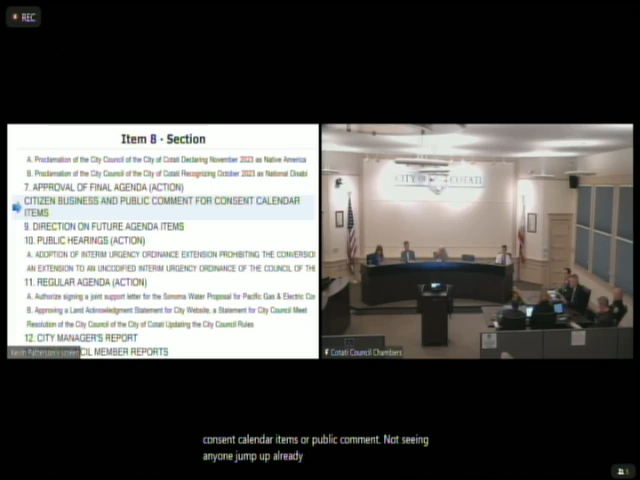 REC
Item 8 - Section
A. Proclamation of the City Council of the City of Cotati Declaring November 2023 as Native America
B. Proclamation of the City Council of the City of Cotati Recognizing October 2023 as National Disabi
7. APPROVAL OF FINAL AGENDA (ACTION)
CITIZEN BUSINESS AND PUBLIC COMMENT FOR CONSENT CALENDAR
ITEMS
9. DIRECTION ON FUTURE AGENDA ITEMS
10. PUBLIC HEARINGS (ACTION)
A. ADOPTION OF INTERIM URGENCY ORDINANCE EXTENSION PROHIBITING THE CONVERSIO
AN EXTENSION TO AN UNCODIFIED INTERIM URGENCY ORDINANCE OF THE COUNCIL OF TH
11. REGULAR AGENDA (ACTION)
A. Authorize signing a joint support letter for the Sonoma Water Proposal for Pacific Gas & Electric Co
B. Approving a Land Acknowledgment Statement for City Website, a Statement for City Council Meet
Resolution of the City Council of the City of Cotati Updating the City Council Rules
12. CITY MANAGER'S REPORT
CIL MEMBER REPORTS
Kevin Patterson's screen
CITY OF COTATI
Cotati Council Chambers
consent calendar items or public comment. Not seeing
anyone jump up already